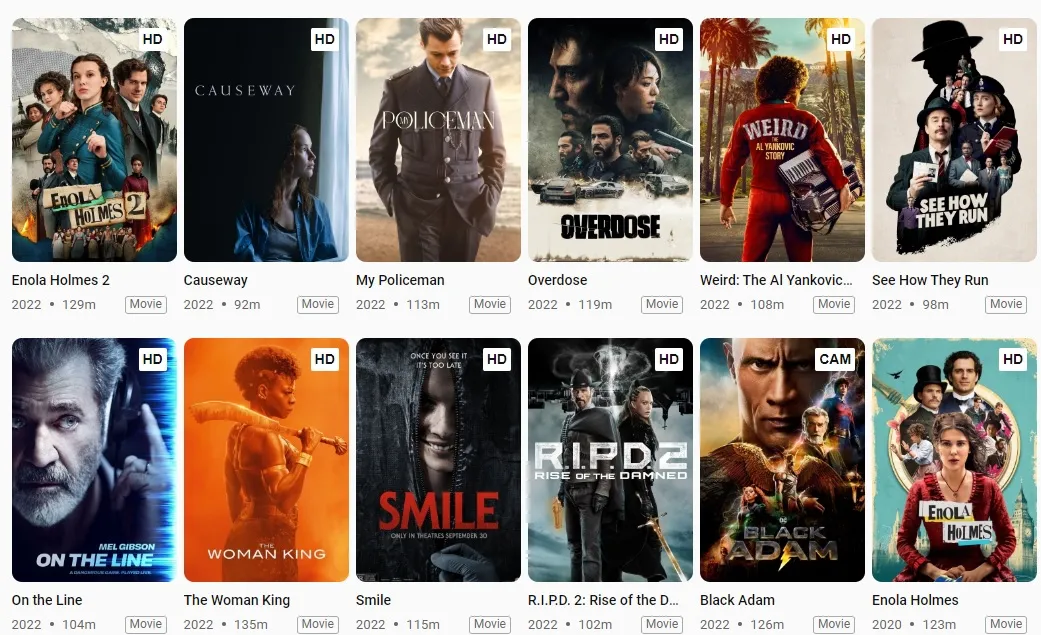 HD
ENOLA
HOLMES 2
Enola Holmes 2
2022 • 129m Movie
HD
CAUSEWAY
Causeway
2022 • 92m Movie
HD
MY POLICEMAN
My Policeman
2022 • 113m Movie
HD
OVERDOSE
Overdose
2022 • 119m Movie
HD
WEIRD
THE
AL YANKOVIC
STORY
Weird: The Al Yankovic...
2022 • 108m Movie
HD
SEE HOW
THEY RUN
See How They Run
2022 • 98m Movie
HD
MEL GIBSON
ON THE LINE
A DANGEROUS GAME. PLAYED LIVE.
On the Line
2022 • 104m Movie
HD
THE
WOMAN KING
The Woman King
2022 • 135m Movie
HD
ONCE YOU SEE IT
IT'S TOO LATE
SMILE
ONLY IN THEATRES SEPTEMBER 30
Smile
2022 • 115m Movie
HD
R.I.P.D. 2
RISE OF THE DAMNED
R.I.P.D. 2: Rise of the D...
2022 • 102m Movie
CAM
DC
BLACK
ADAM
Black Adam
2022 • 126m Movie
HD
ENOLA
HOLMES
Enola Holmes
2020 • 123m Movie